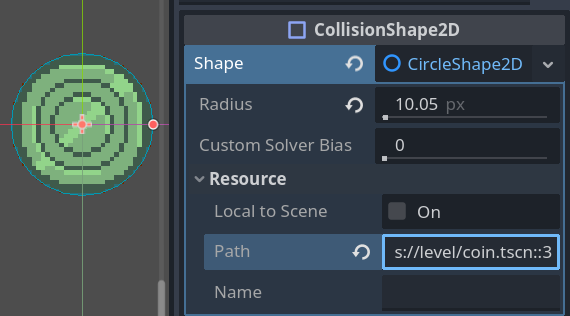 CollisionShape2D
Shape CircleShape2D
Radius 10.05 px
Custom Solver Bias 0
Resource
Local to Scene On
Path s://level/coin.tscn::3
Name